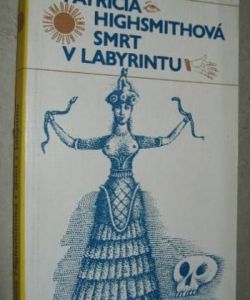 ATRICIA
HIGHSMITHOVÁ
SMRT
V LABYRINTU